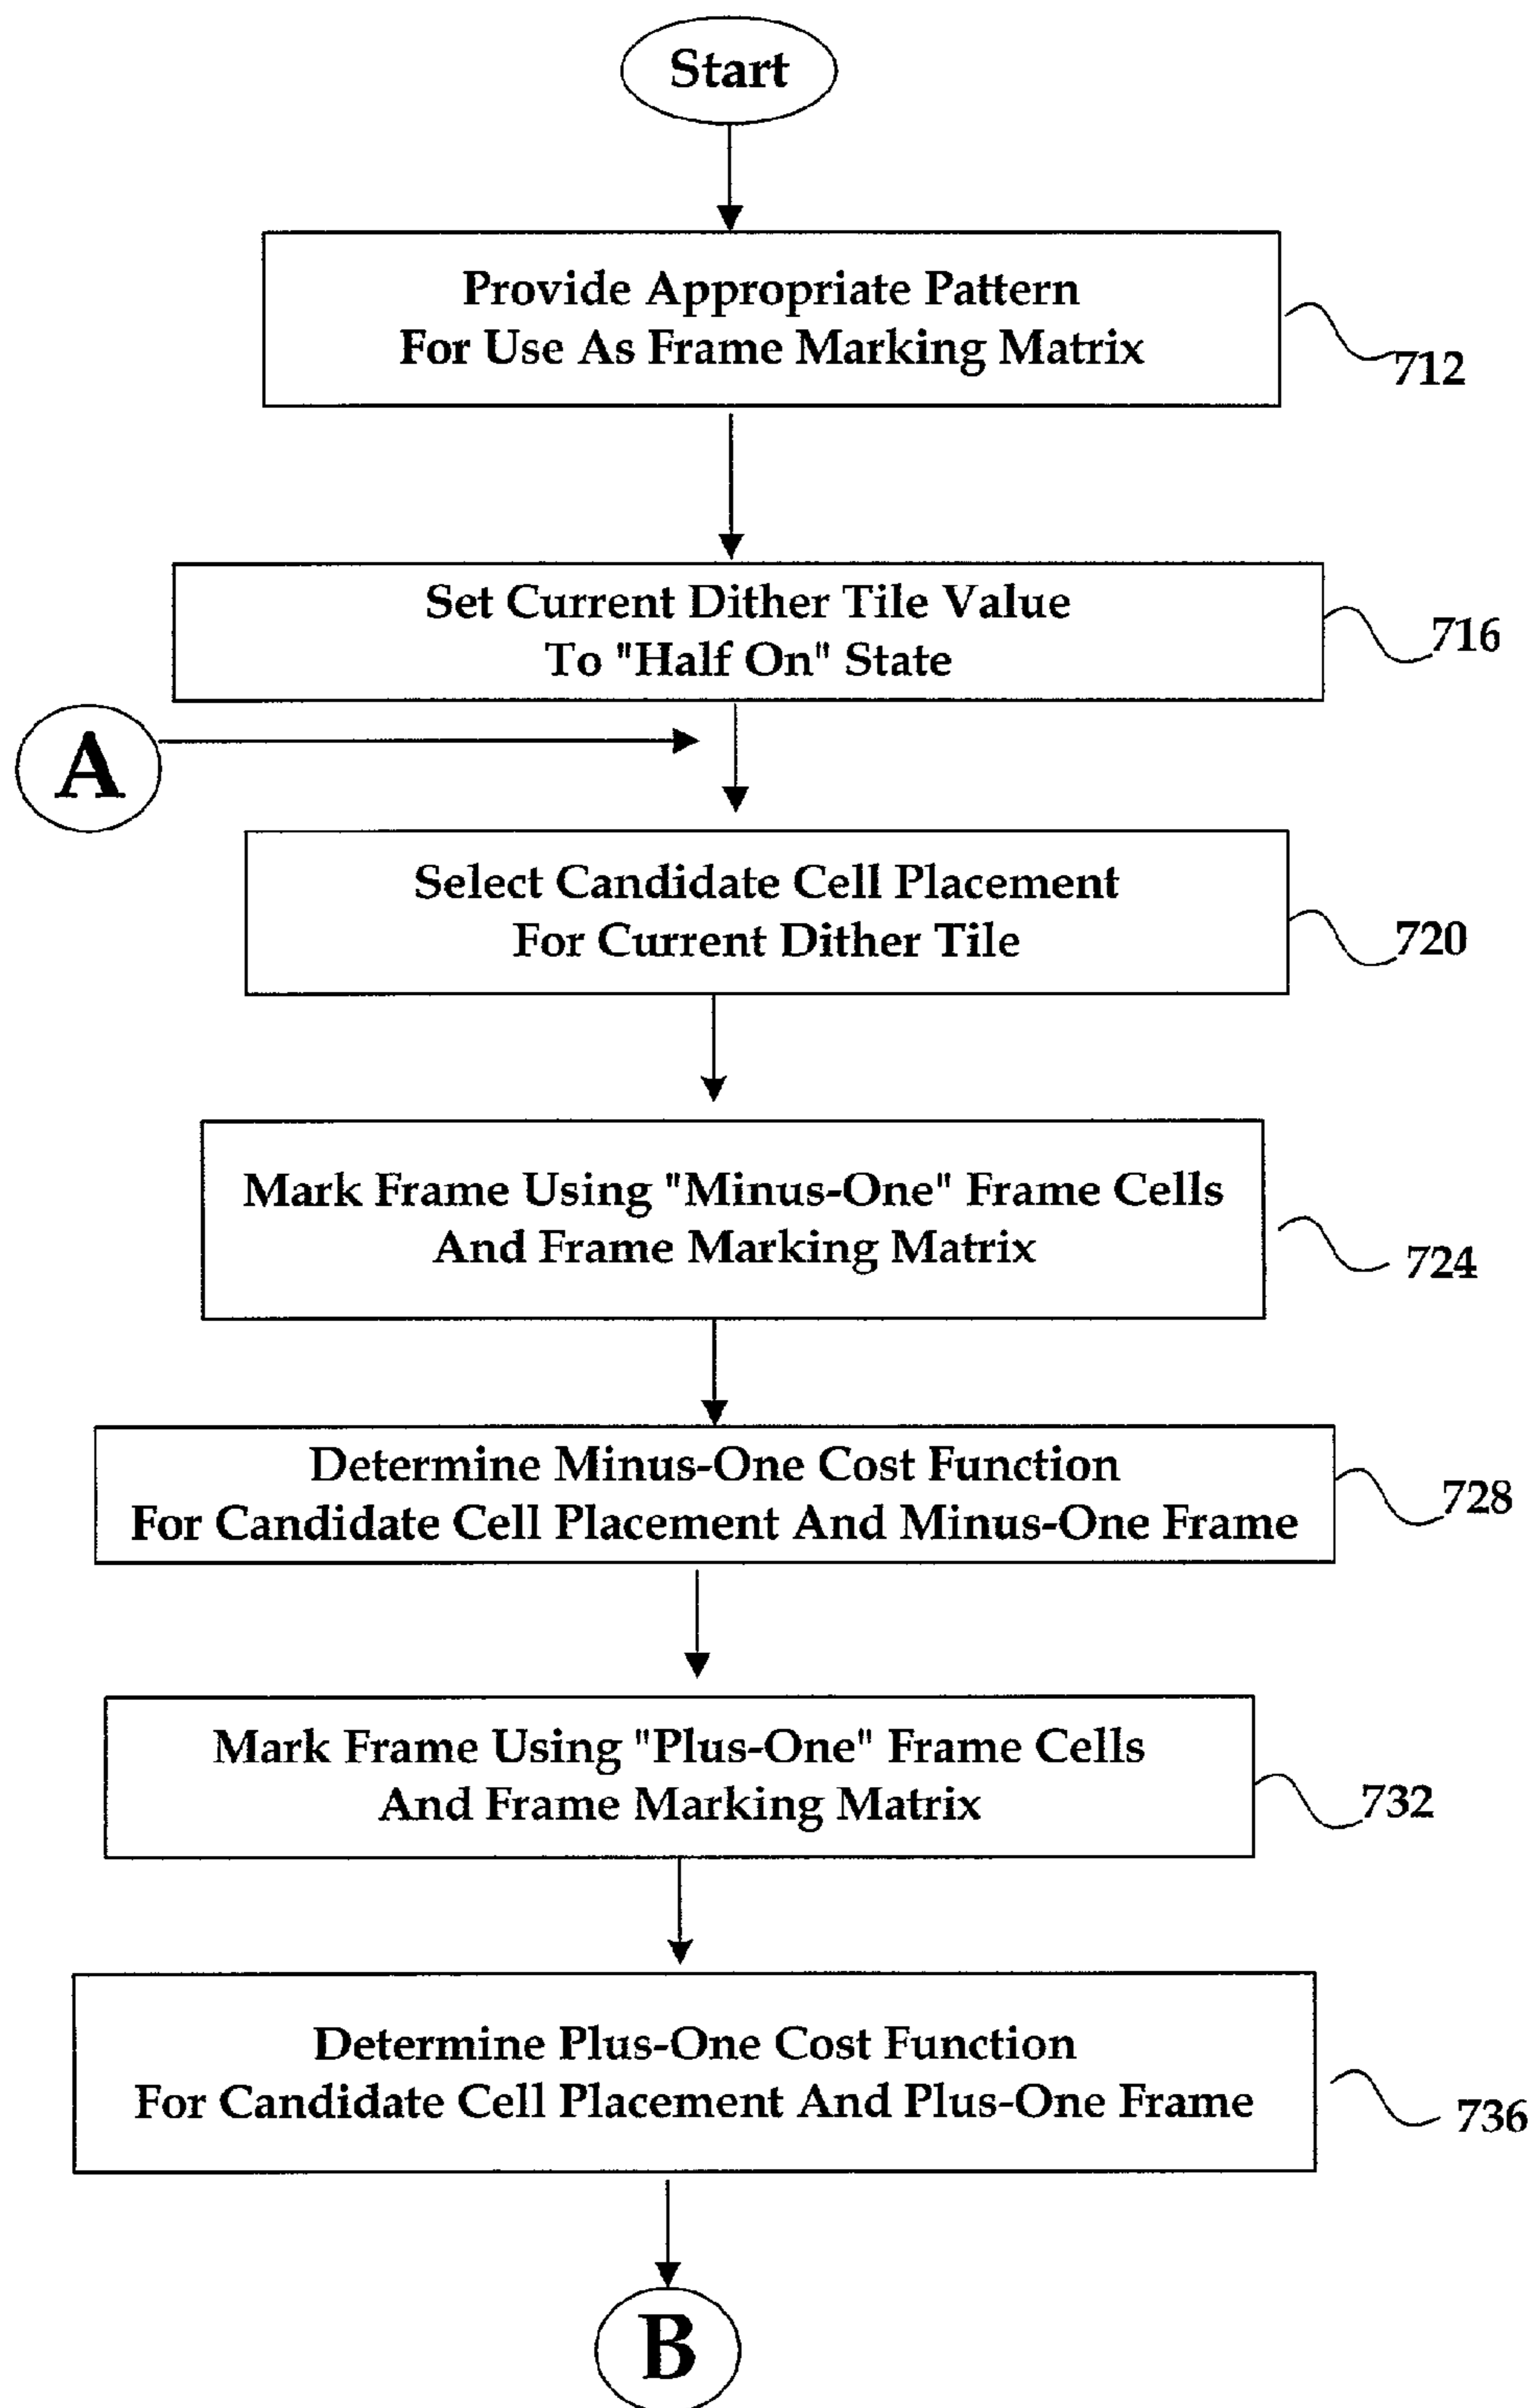 Start
Provide Appropriate Pattern
For Use As Frame Marking Matrix
712
Set Current Dither Tile Value
To "Half On" State
716
A
Select Candidate Cell Placement
For Current Dither Tile
720
Mark Frame Using "Minus-One" Frame Cells
And Frame Marking Matrix
724
Determine Minus-One Cost Function
For Candidate Cell Placement And Minus-One Frame
728
Mark Frame Using "Plus-One" Frame Cells
And Frame Marking Matrix
732
Determine Plus-One Cost Function
For Candidate Cell Placement And Plus-One Frame
736
B